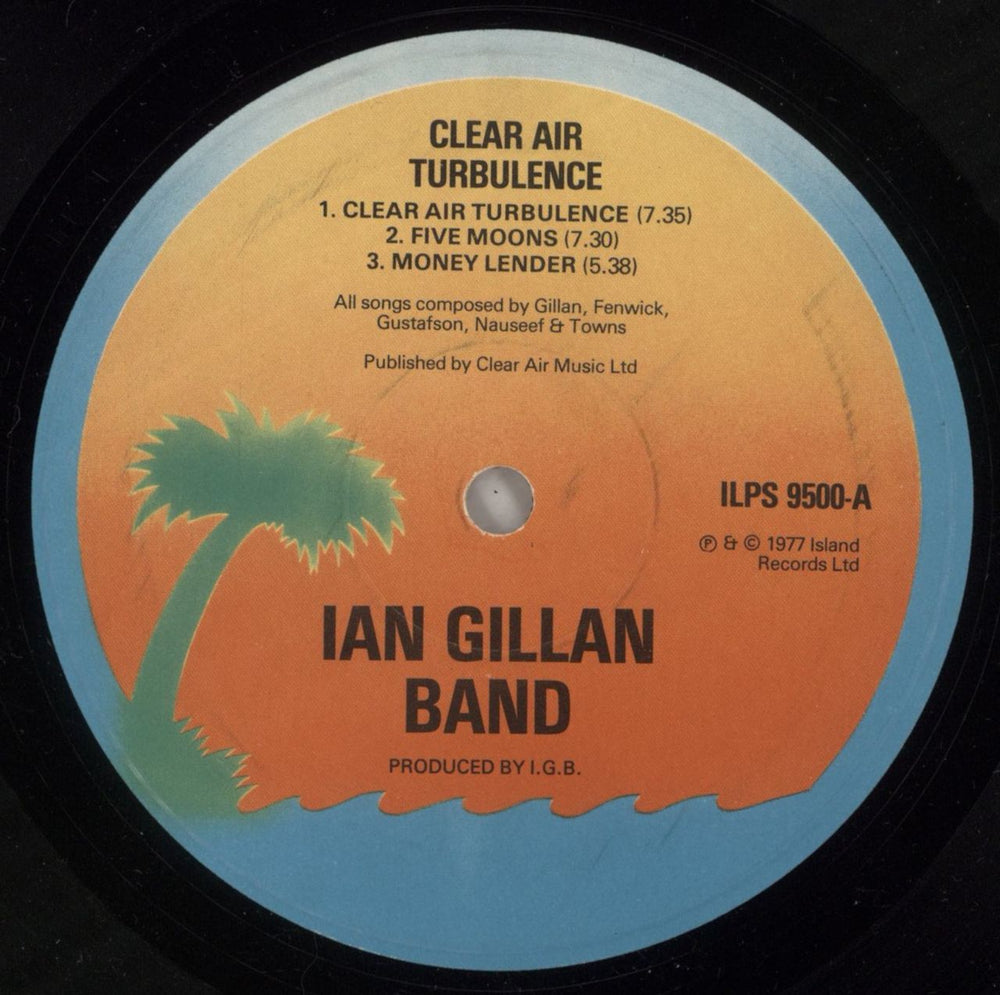 CLEAR AIR
TURBULENCE
1. CLEAR AIR TURBULENCE (7.35)
2. FIVE MOONS (7.30)
3. MONEY LENDER (5.38)
All songs composed by Gillan, Fenwick,
Gustafson, Nauseef & Towns
Published by Clear Air Music Ltd
ILPS 9500-A
℗ & © 1977 Island
Records Ltd
IAN GILLAN
BAND
PRODUCED BY I.G.B.